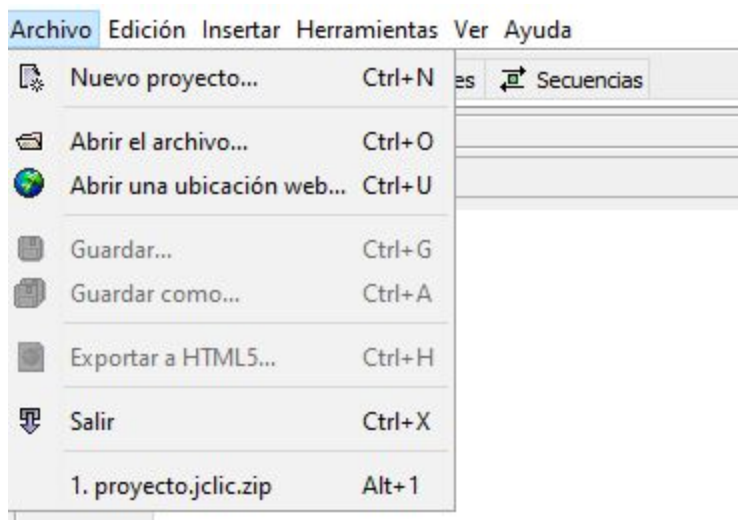 Archivo Edición Insertar Herramientas Ver Ayuda
Nuevo proyecto... Ctrl+N
es Secuencias
Abrir el archivo... Ctrl+O
Abrir una ubicación web... Ctrl+U
Guardar... Ctrl+G
Guardar como... Ctrl+A
Exportar a HTML5... Ctrl+H
Salir Ctrl+X
1. proyecto.jclic.zip Alt+1